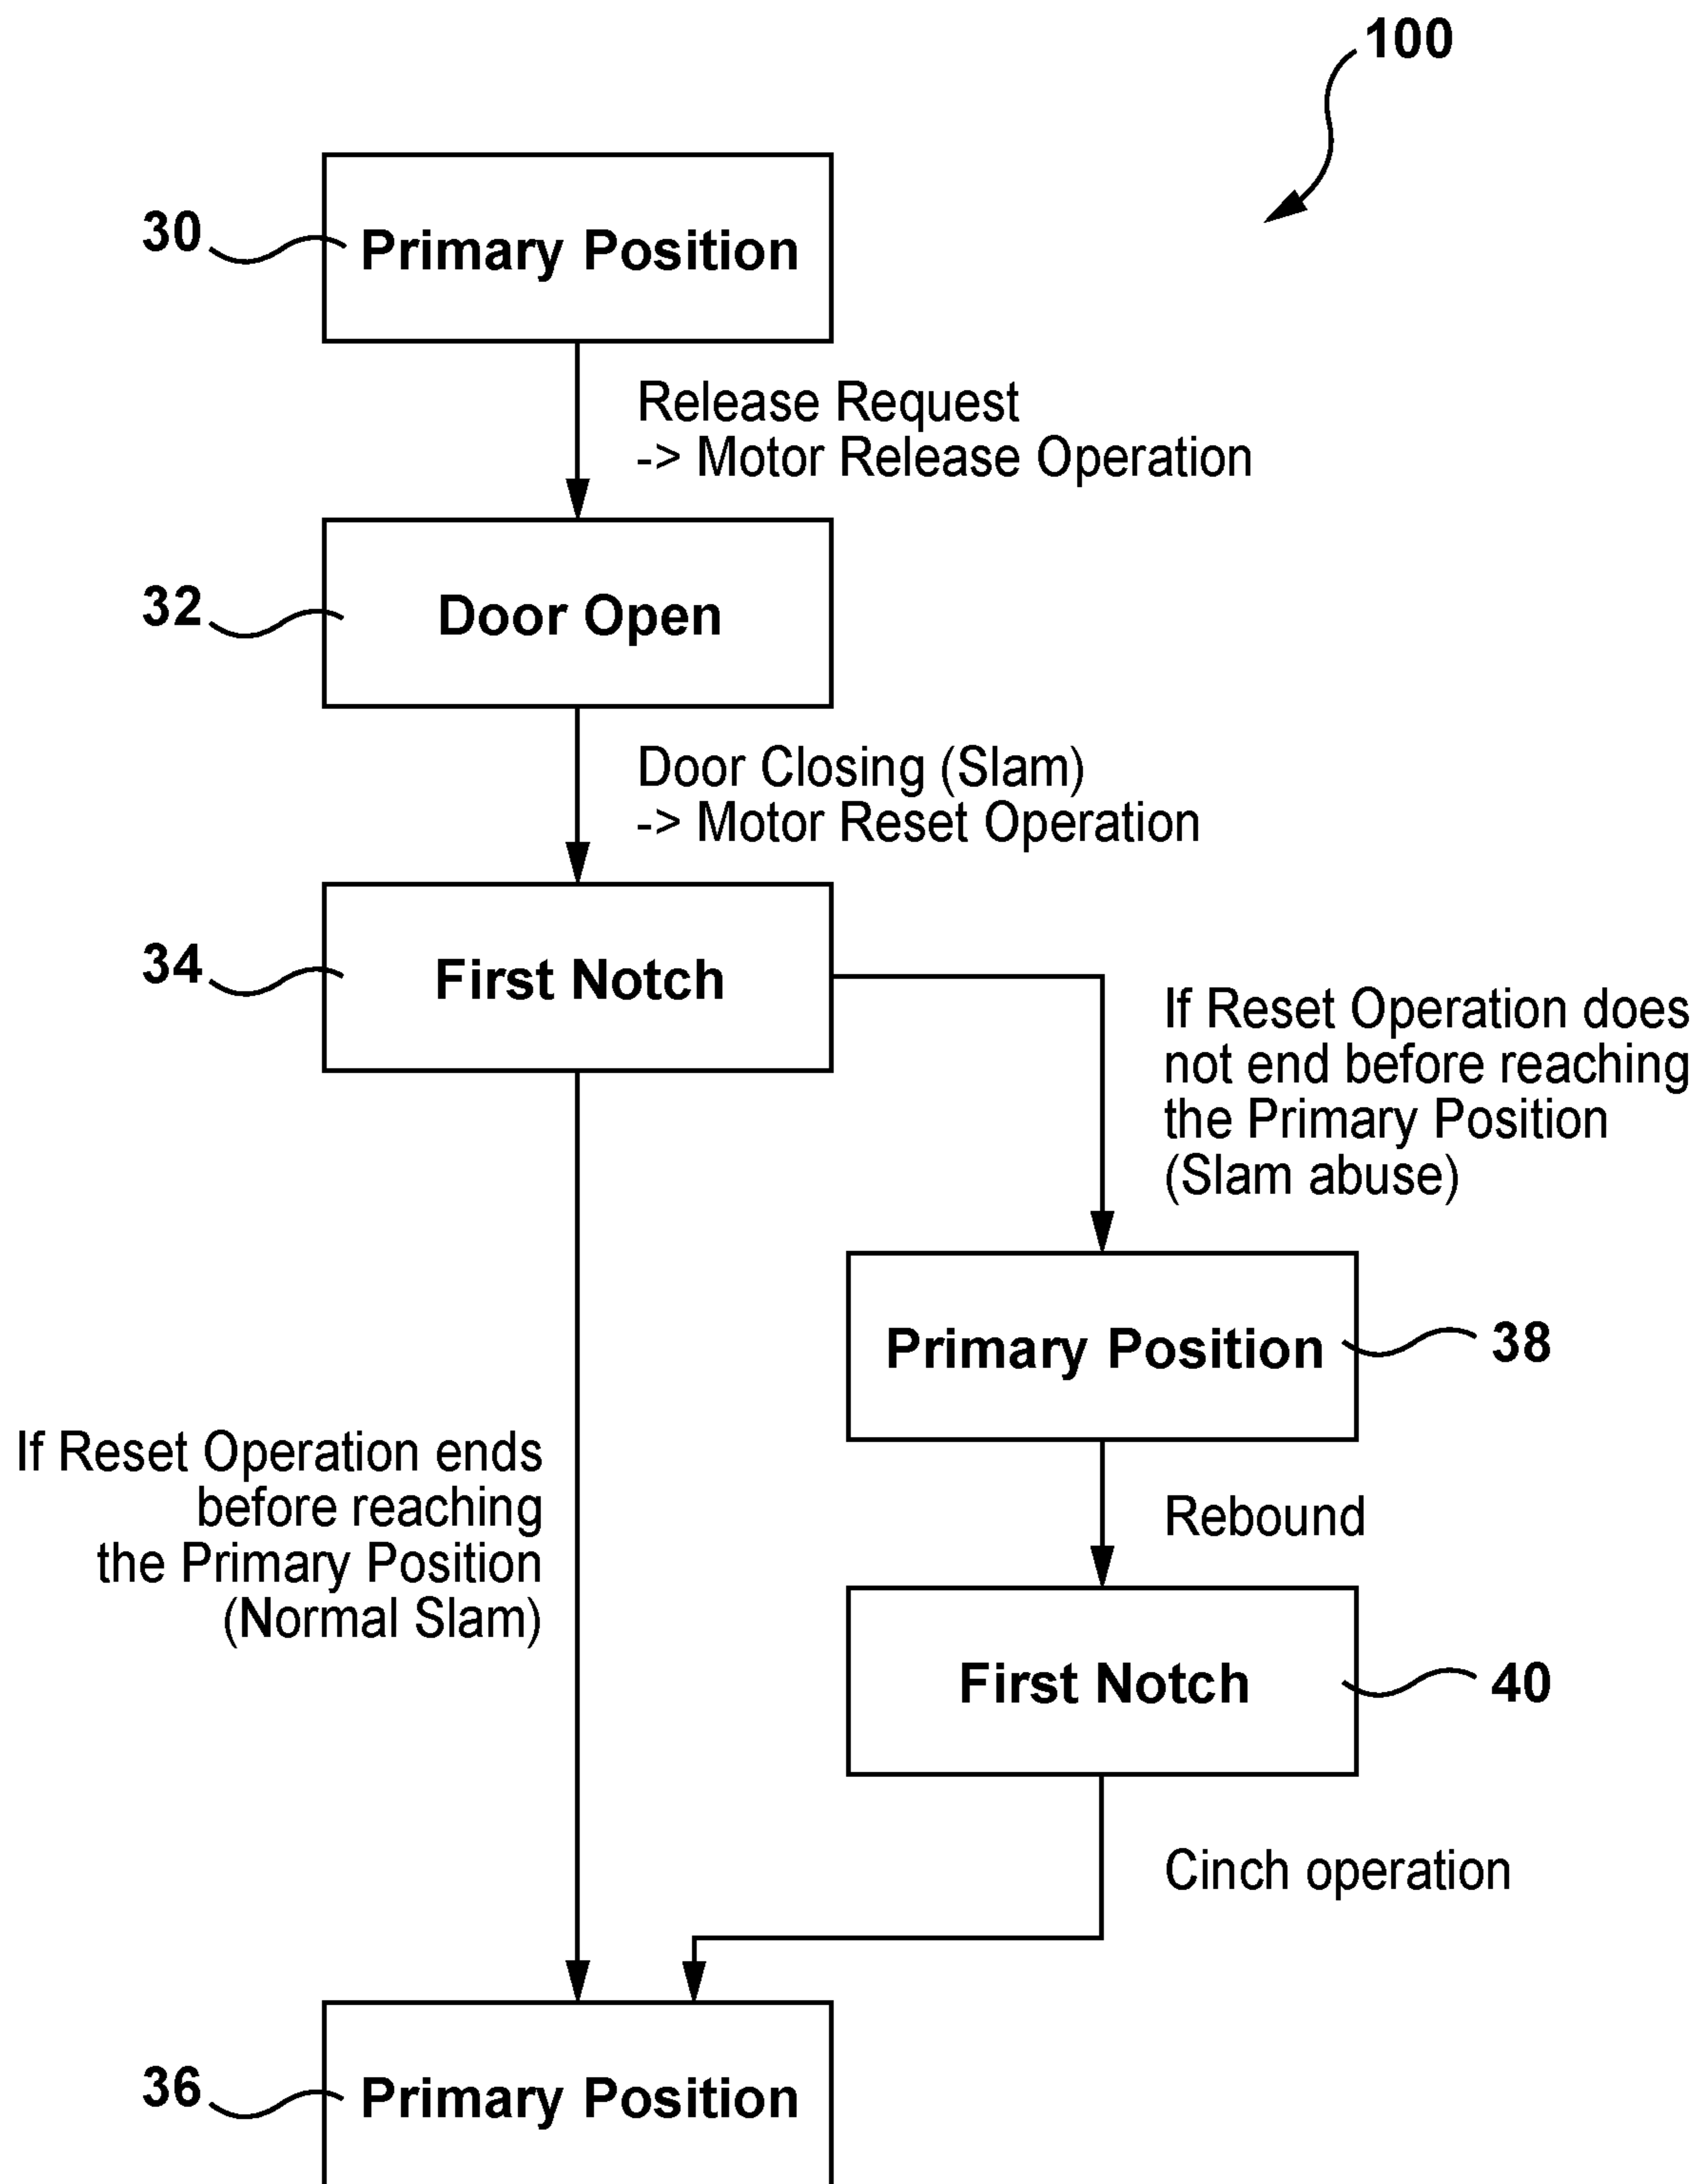 100
30
Primary Position
Release Request
-> Motor Release Operation
32
Door Open
Door Closing (Slam)
-> Motor Reset Operation
34
First Notch
If Reset Operation does
not end before reaching
the Primary Position
(Slam abuse)
Primary Position
38
If Reset Operation ends
before reaching
the Primary Position
(Normal Slam)
Rebound
First Notch
40
Cinch operation
36
Primary Position